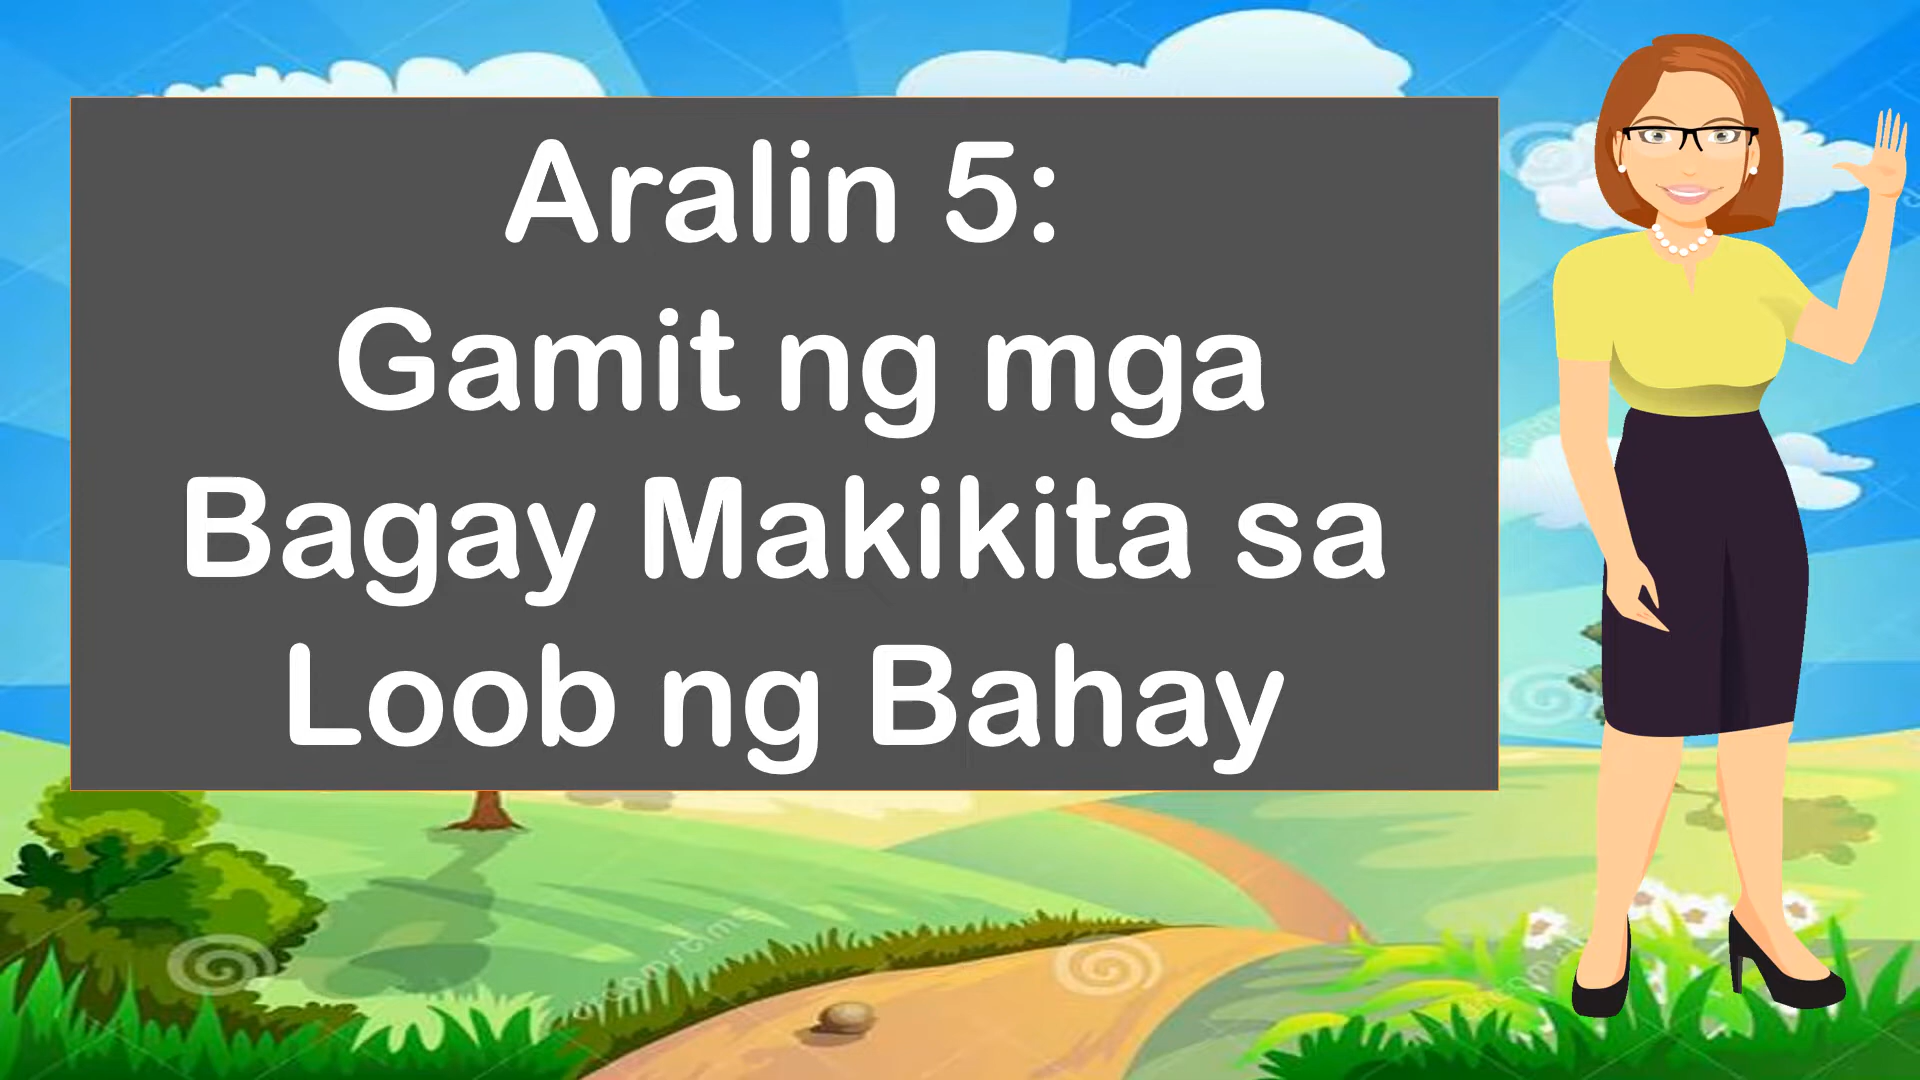 Aralin 5:
Gamit ng mga
Bagay Makikita sa
Loob ng Bahay